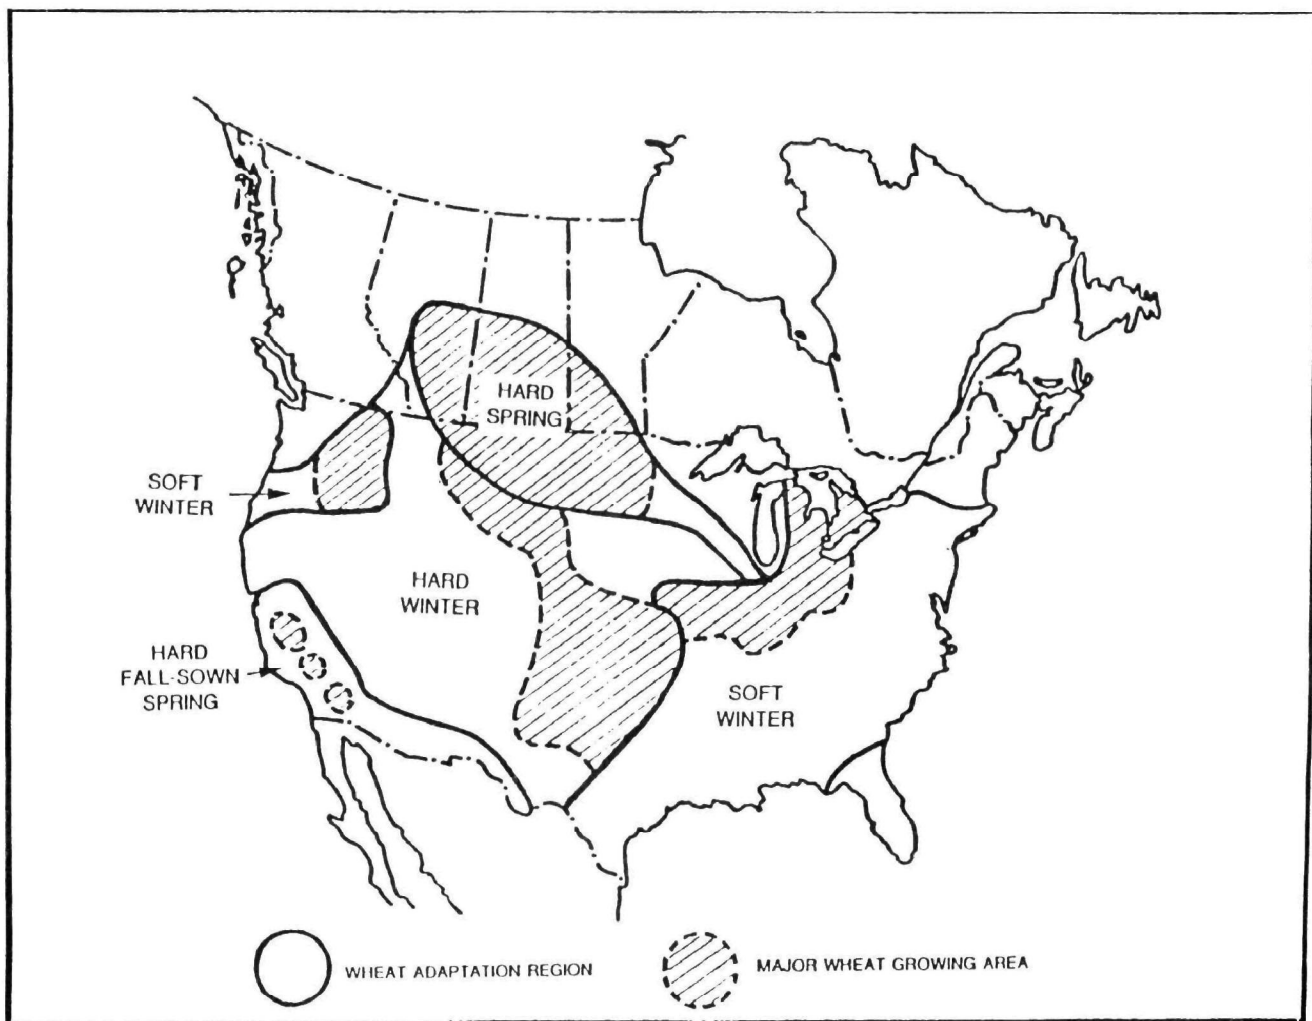 HARD
SPRING
SOFT
WINTER
HARD
WINTER
HARD
FALL-SOWN
SPRING
SOFT
WINTER
WHEAT ADAPTATION REGION
MAJOR WHEAT GROWING AREA